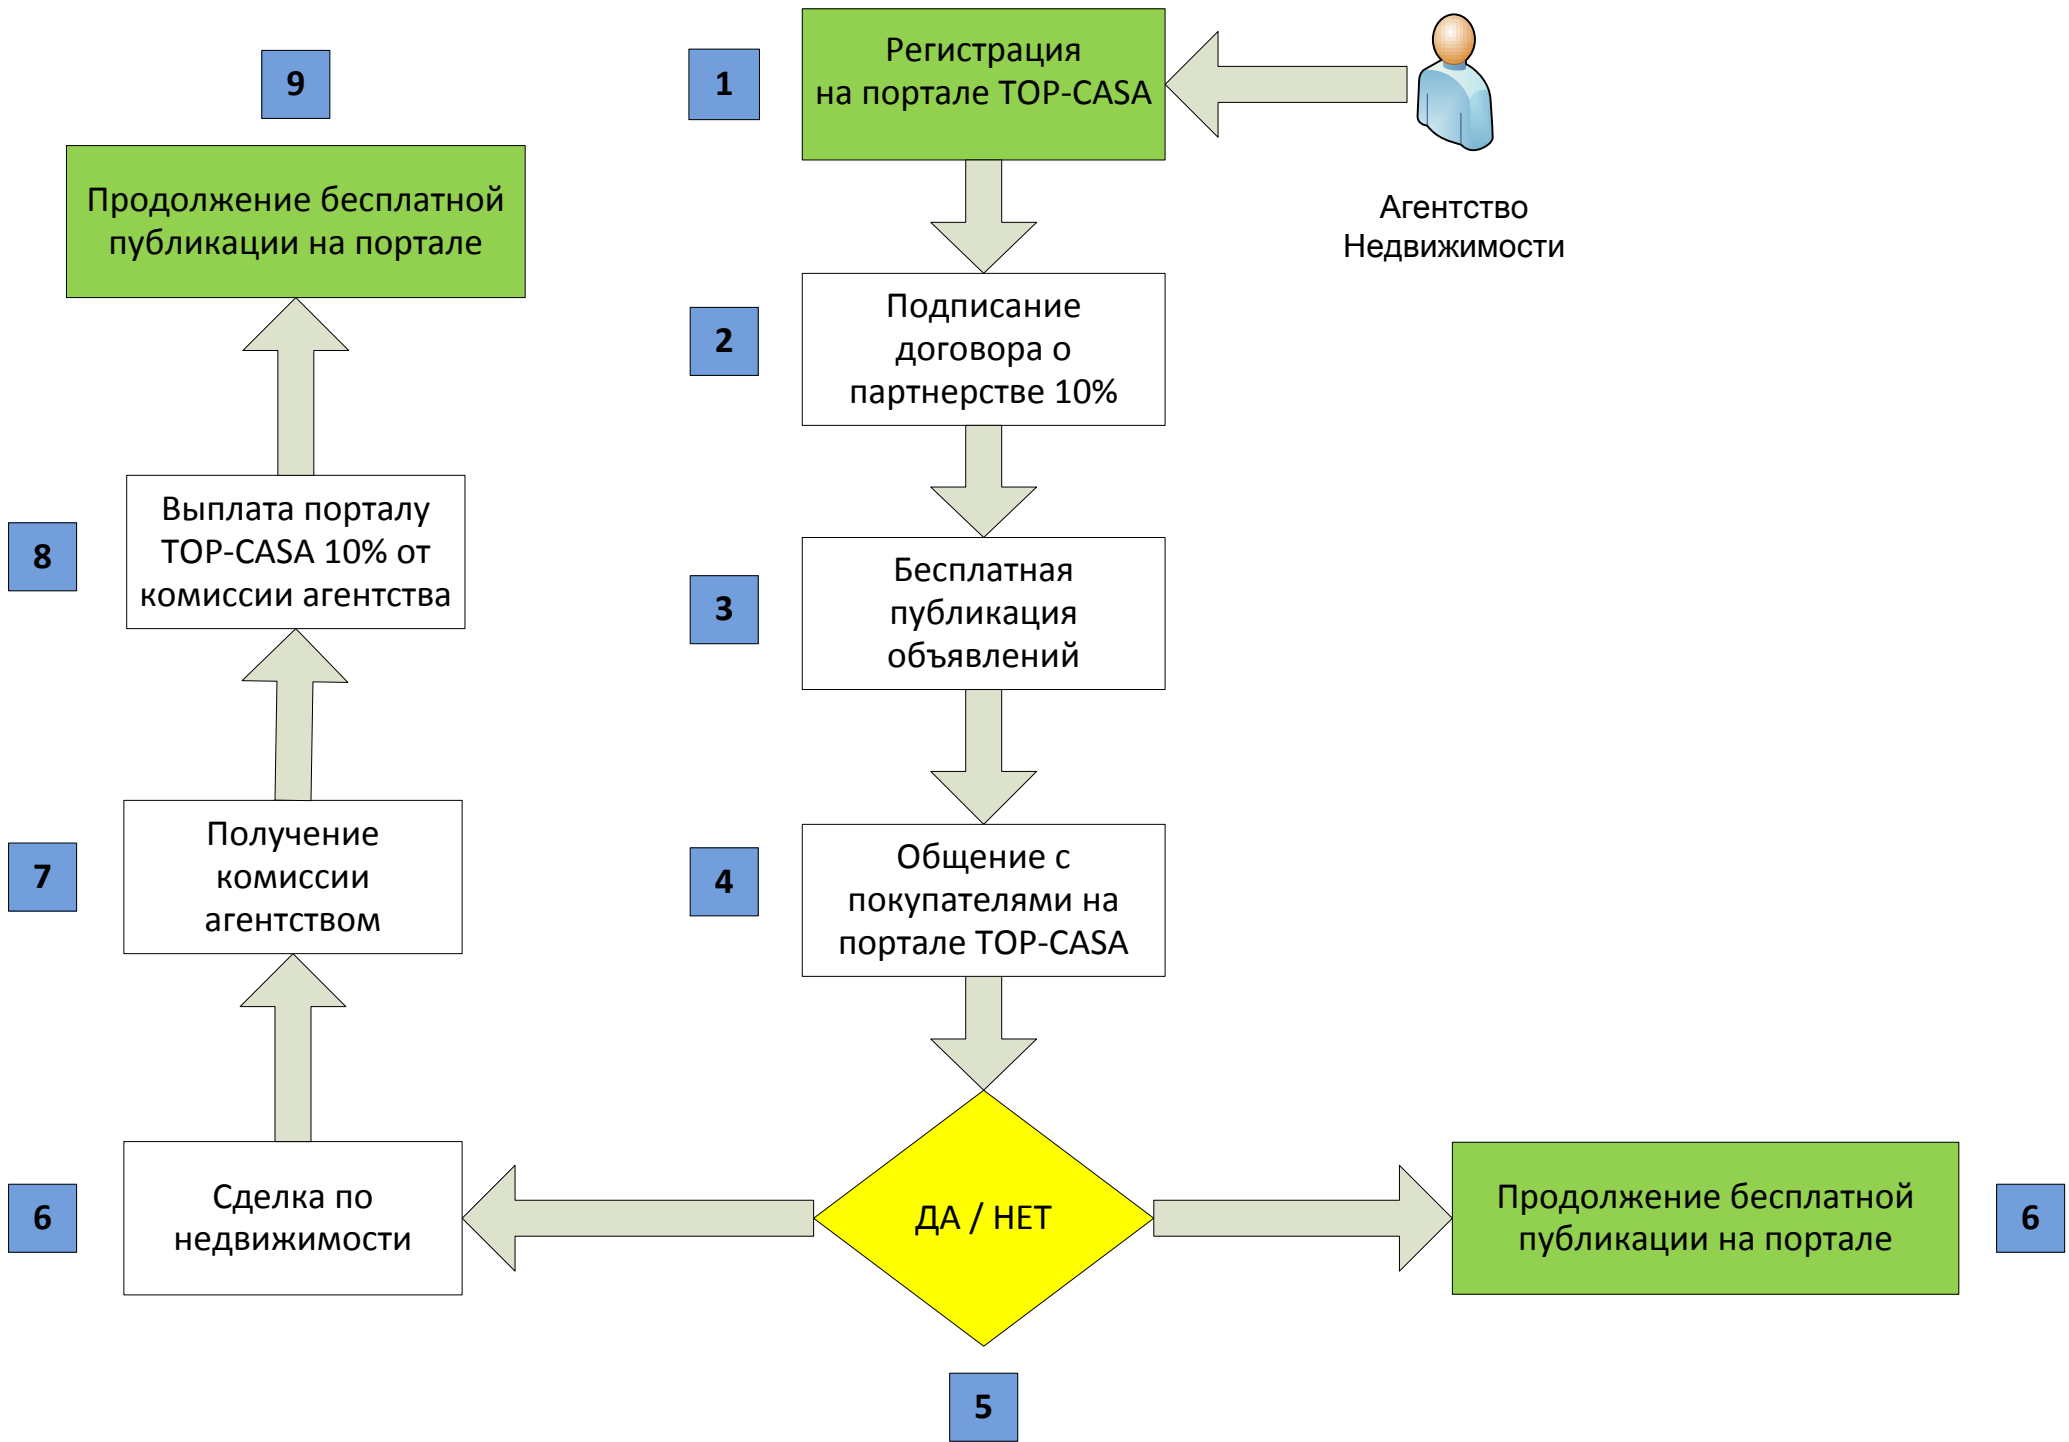 1
Регистрация
на портале TOP-CASA
Агентство
Недвижимости
2
Подписание
договора о
партнерстве 10%
3
Бесплатная
публикация
объявлений
4
Общение с
покупателями на
портале TOP-CASA
ДА / НЕТ
5
6
Сделка по
недвижимости
Продолжение бесплатной
публикации на портале
6
7
Получение
комиссии
агентством
8
Выплата порталу
TOP-CASA 10% от
комиссии агентства
9
Продолжение бесплатной
публикации на портале